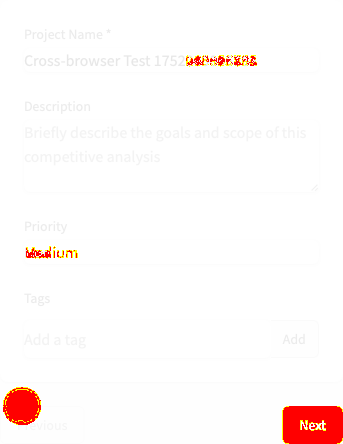 Project Name *
Cross-browser Test 1752
Description
Briefly describe the goals and scope of this
competitive analysis
Priority
Medium
Tags
Add a tag
Add
Next